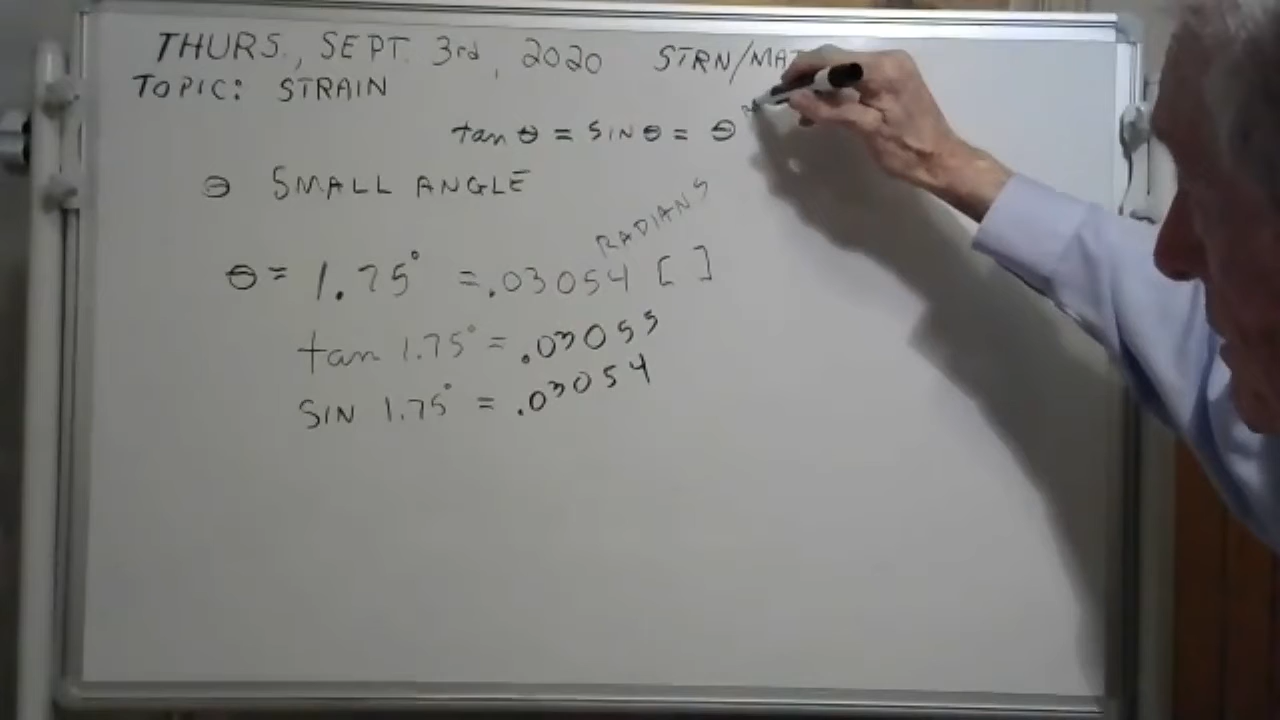 THURS., SEPT. 3rd, 2020 STRN/MAT
TOPIC: STRAIN
tan θ = SIN θ = θ
θ SMALL ANGLE
RADIANS
θ = 1.75° = .03054 [ ]
tan 1.75° = .03055
SIN 1.75° = .03054